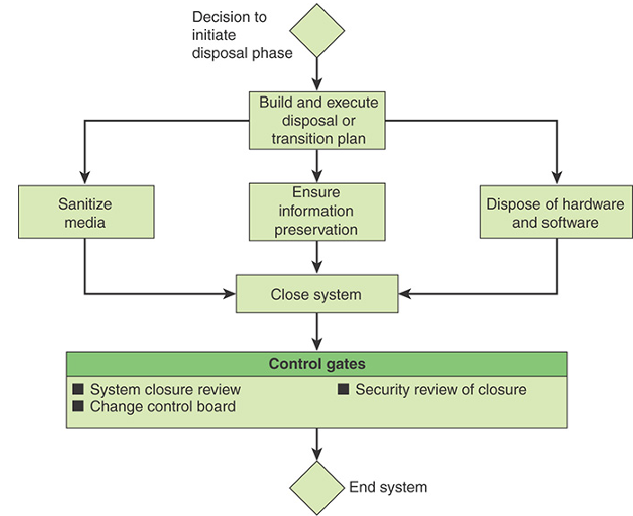 Decision to
initiate
disposal phase
Build and execute
disposal or
transition plan
Sanitize
media
Ensure
information
preservation
Dispose of hardware
and software
Close system
Control gates
System closure review
Security review of closure
Change control board
End system